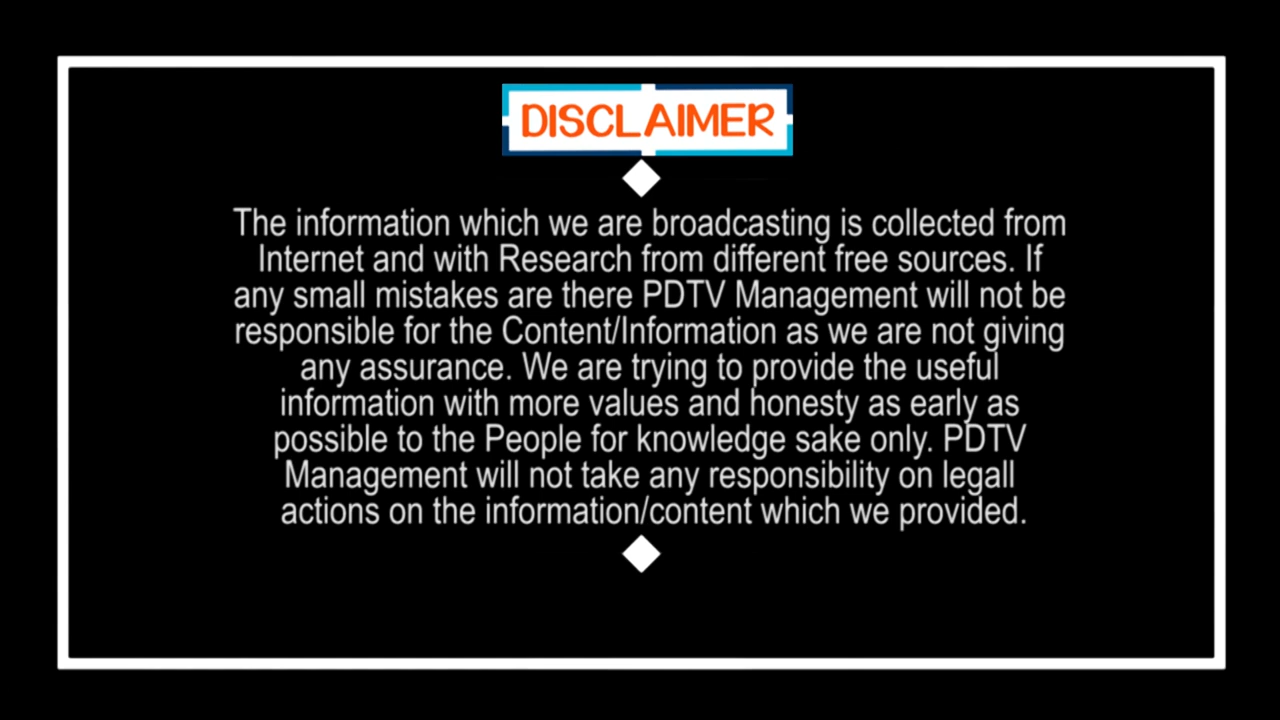 DISCLAIMER
The information which we are broadcasting is collected from
Internet and with Research from different free sources. If
any small mistakes are there PDTV Management will not be
responsible for the Content/Information as we are not giving
any assurance. We are trying to provide the useful
information with more values and honesty as early as
possible to the People for knowledge sake only. PDTV
Management will not take any responsibility on legall
actions on the information/content which we provided.